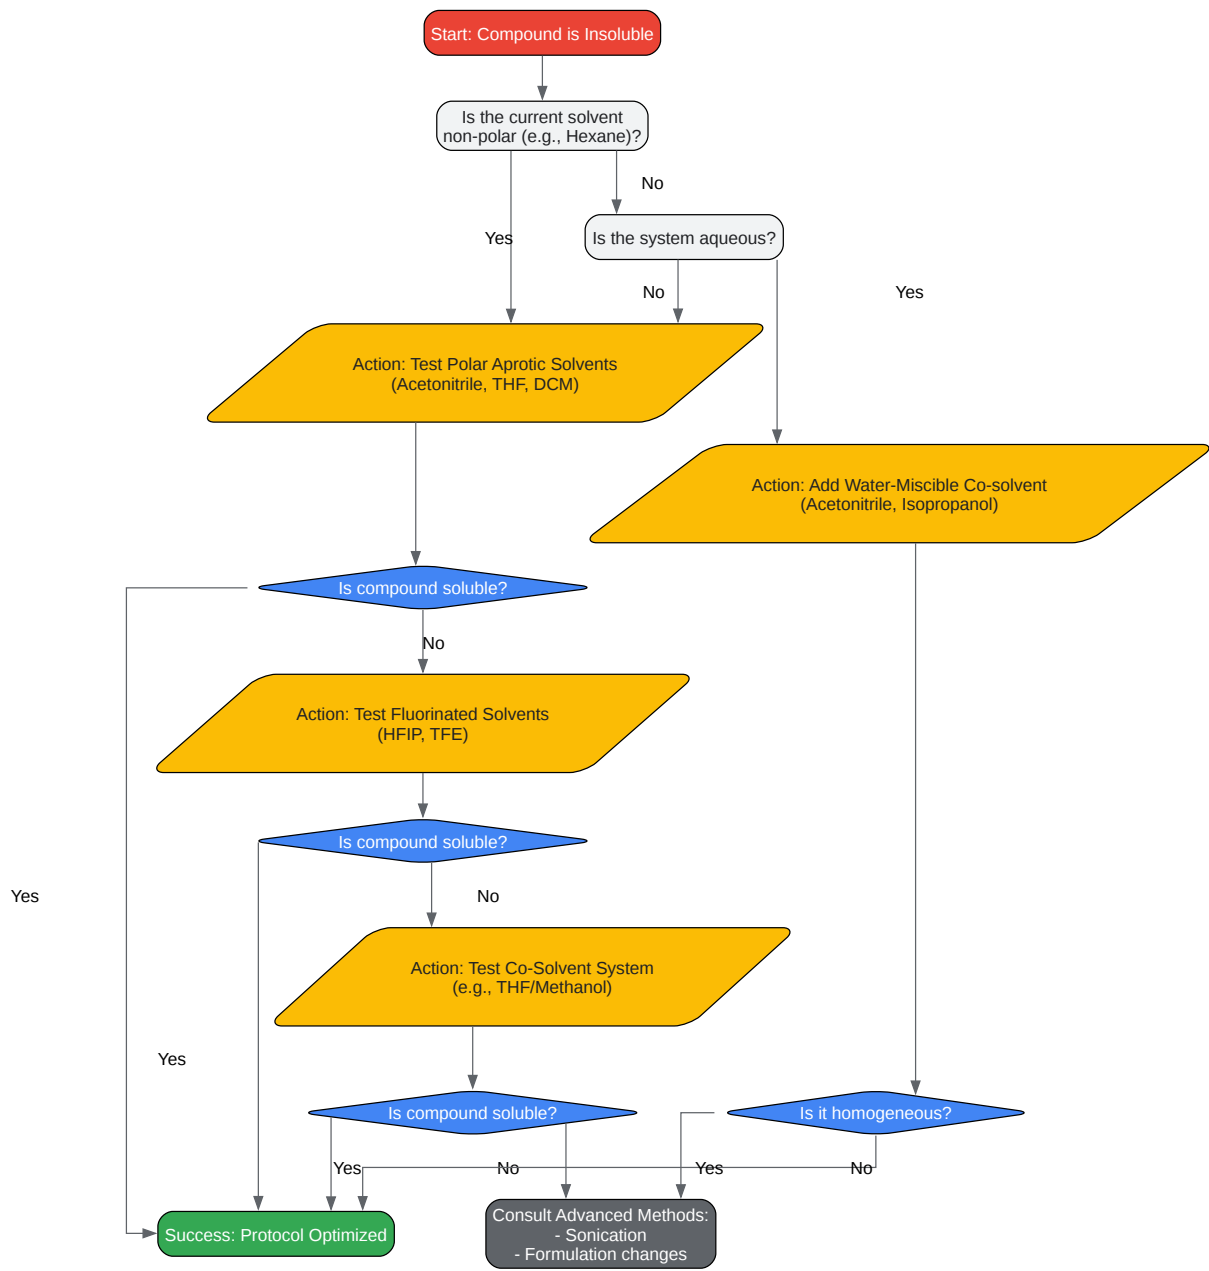 Start: Compound is Insoluble
Is the current solvent
non-polar (e.g., Hexane)?
No
Yes
Is the system aqueous?
No
Yes
Action: Test Polar Aprotic Solvents
(Acetonitrile, THF, DCM)
Action: Add Water-Miscible Co-solvent
(Acetonitrile, Isopropanol)
Is compound soluble?
No
Action: Test Fluorinated Solvents
(HFIP, TFE)
Is compound soluble?
Yes
No
Action: Test Co-Solvent System
(e.g., THF/Methanol)
Yes
Is compound soluble?
Is it homogeneous?
Yes
No
Yes
No
Success: Protocol Optimized
Consult Advanced Methods:
- Sonication
- Formulation changes